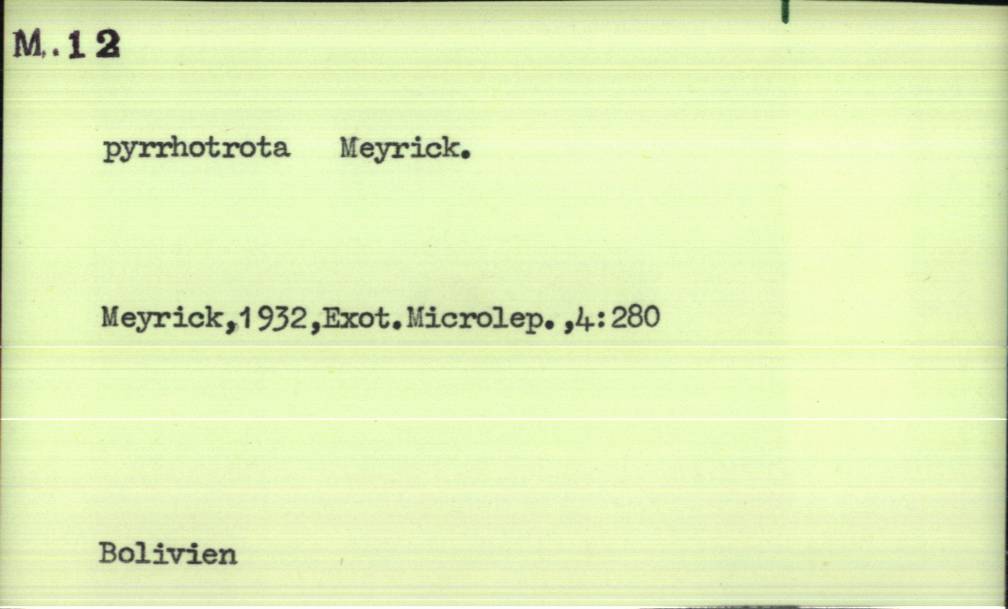 M.12
pyrrhotrota Meyrick.
Meyrick,1932,Exot.Microlep.,4:280
Bolivien